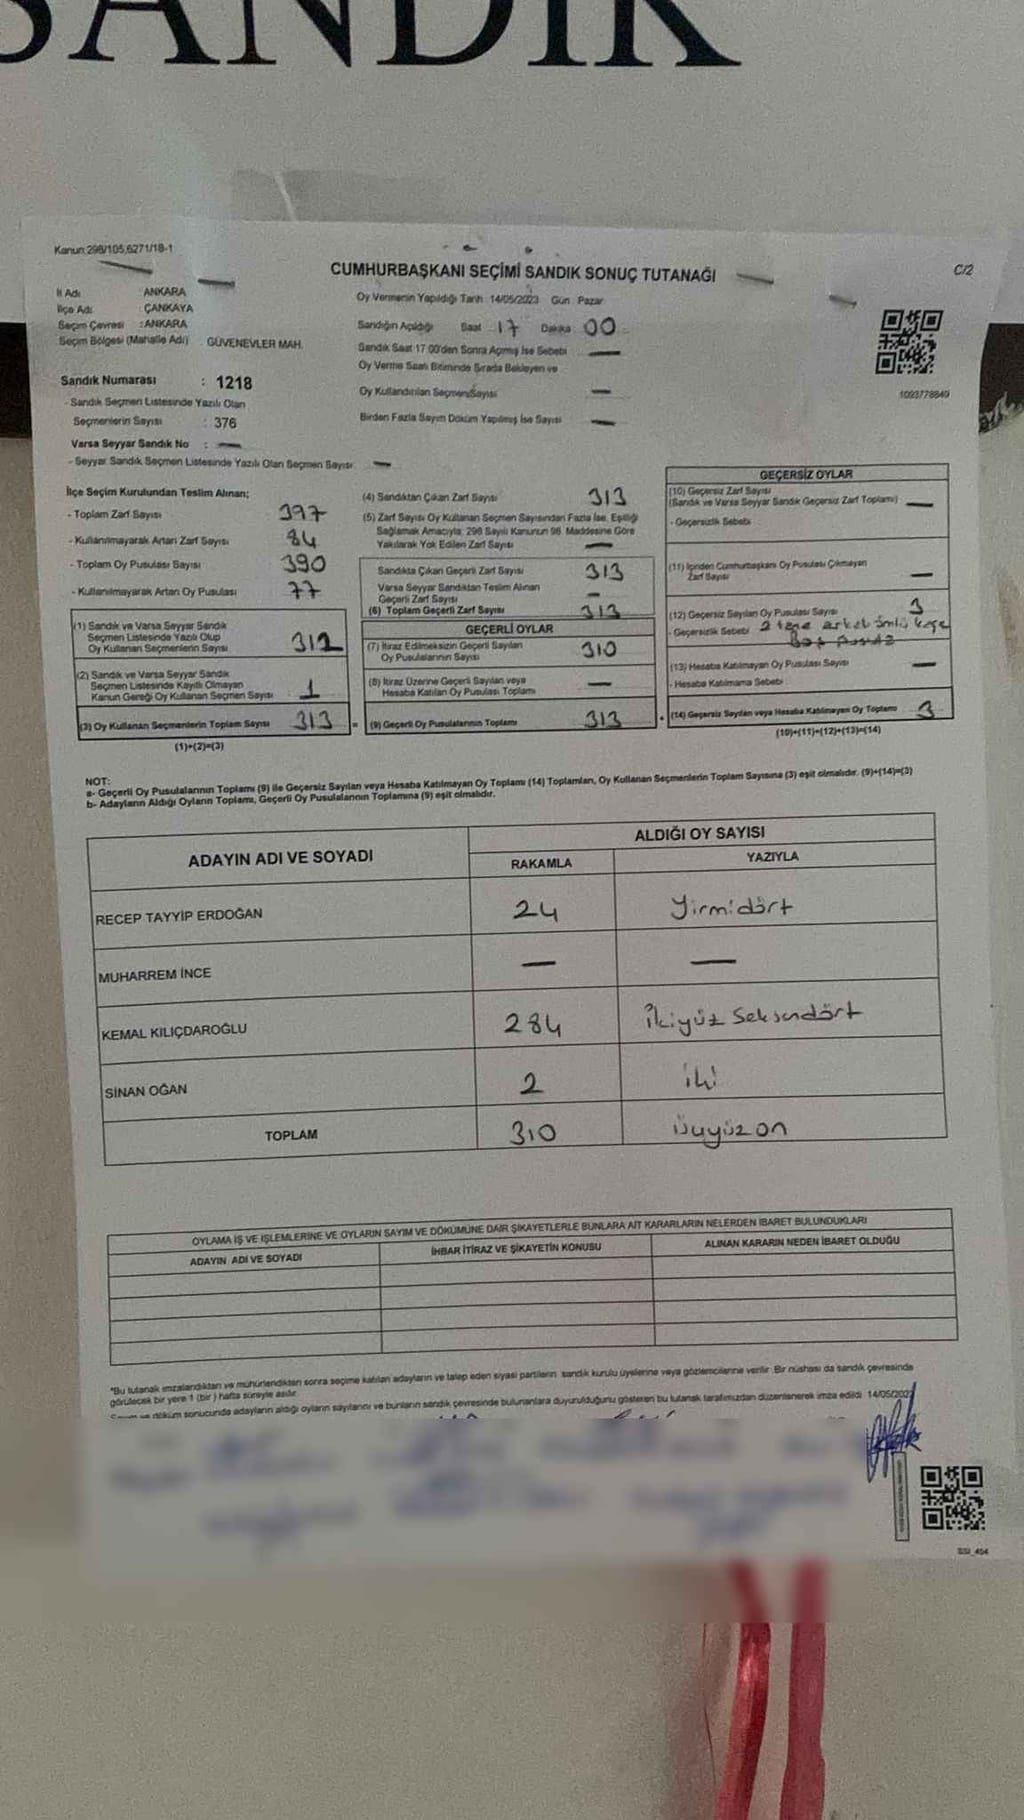 SANDIK
Kanun:298/105,6271/18-1
CUMHURBAŞKANI SEÇİMİ SANDIK SONUÇ TUTANAĞI
C/2
İl Adı : ANKARA
İlçe Adı : ÇANKAYA
Seçim Çevresi : ANKARA
Seçim Bölgesi (Mahalle Adı) : GÜVENEVLER MAH.
Sandık Numarası : 1218
- Sandık Seçmen Listesinde Yazılı Olan
Seçmenlerin Sayısı : 376
Varsa Seyyar Sandık No : —
- Seyyar Sandık Seçmen Listesinde Yazılı Olan Seçmen Sayısı —
Oy Vermenin Yapıldığı Tarih 14/05/2023 Gün Pazar
Sandığın Açıldığı Saat 17 Dakika 00
Sandık Saat 17:00'den Sonra Açılmış İse Sebebi —
Oy Verme Saati Bitiminde Sırada Bekleyen ve
Oy Kullandırılan Seçmen Sayısı —
Birden Fazla Sayım Döküm Yapılmış İse Sayısı —
1093778849
İlçe Seçim Kurulundan Teslim Alınan;
- Toplam Zarf Sayısı 397
- Kullanılmayarak Artan Zarf Sayısı 84
- Toplam Oy Pusulası Sayısı 390
- Kullanılmayarak Artan Oy Pusulası 77
(1) Sandık ve Varsa Seyyar Sandık
Seçmen Listesinde Yazılı Olup
Oy Kullanan Seçmenlerin Sayısı 312
(2) Sandık ve Varsa Seyyar Sandık
Seçmen Listesinde Kayıtlı Olmayan
Kanun Gereği Oy Kullanan Seçmen Sayısı 1
(3) Oy Kullanan Seçmenlerin Toplam Sayısı 313 =
(1)+(2)=(3)
(4) Sandıktan Çıkan Zarf Sayısı 313
(5) Zarf Sayısı Oy Kullanan Seçmen Sayısından Fazla İse, Eşitliği
Sağlamak Amacıyla; 298 Sayılı Kanunun 98. Maddesine Göre
Yakılarak Yok Edilen Zarf Sayısı —
Sandıkta Çıkan Geçerli Zarf Sayısı 313
Varsa Seyyar Sandıktan Teslim Alınan
Geçerli Zarf Sayısı —
(6) Toplam Geçerli Zarf Sayısı 313
GEÇERLİ OYLAR
(7) İtiraz Edilmeksizin Geçerli Sayılan
Oy Pusulalarının Sayısı 310
(8) İtiraz Üzerine Geçerli Sayılan veya
Hesaba Katılan Oy Pusulası Toplamı —
(9) Geçerli Oy Pusulalarının Toplamı 313 +
GEÇERSİZ OYLAR
(10) Geçersiz Zarf Sayısı
(Sandık ve Varsa Seyyar Sandık Geçersiz Zarf Toplamı) —
- Geçersizlik Sebebi
(11) İçinden Cumhurbaşkanı Oy Pusulası Çıkmayan
Zarf Sayısı —
(12) Geçersiz Sayılan Oy Pusulası Sayısı 3
- Geçersizlik Sebebi 2 tane
(13) Hesaba Katılmayan Oy Pusulası Sayısı —
- Hesaba Katılmama Sebebi
(14) Geçersiz Sayılan veya Hesaba Katılmayan Oy Toplamı 3
(10)+(11)+(12)+(13)=(14)
NOT:
a- Geçerli Oy Pusulalarının Toplamı (9) ile Geçersiz Sayılan veya Hesaba Katılmayan Oy Toplamı (14) Toplamları, Oy Kullanan Seçmenlerin Toplam Sayısına (3) eşit olmalıdır. (9)+(14)=(3)
b- Adayların Aldığı Oyların Toplamı, Geçerli Oy Pusulalarının Toplamına (9) eşit olmalıdır.
ADAYIN ADI VE SOYADI
ALDIĞI OY SAYISI
RAKAMLA YAZIYLA
RECEP TAYYİP ERDOĞAN 24 Yirmidört
MUHARREM İNCE — —
KEMAL KILIÇDAROĞLU 284 İkiyüz Seksendört
SİNAN OĞAN 2 iki
TOPLAM 310 üçyüz on
OYLAMA İŞ VE İŞLEMLERİNE VE OYLARIN SAYIM VE DÖKÜMÜNE DAİR ŞİKAYETLERLE BUNLARA AİT KARARLARIN NELERDEN İBARET BULUNDUKLARI
ADAYIN ADI VE SOYADI İHBAR İTİRAZ VE ŞİKAYETİN KONUSU ALINAN KARARIN NEDEN İBARET OLDUĞU
*Bu tutanak imzalandıktan ve mühürlendikten sonra seçime katılan adayların ve talep eden siyasi partilerin sandık kurulu üyelerine veya gözlemcilerine verilir. Bir nüshası da sandık çevresinde
görülecek bir yere 1 (bir) hafta süreyle asılır.
Sayım ve döküm sonucunda adayların aldığı oyların sayılarını ve bunların sandık çevresinde bulunanlara duyurulduğunu gösteren bu tutanak tarafımızdan düzenlenerek imza edildi. 14/05/2023